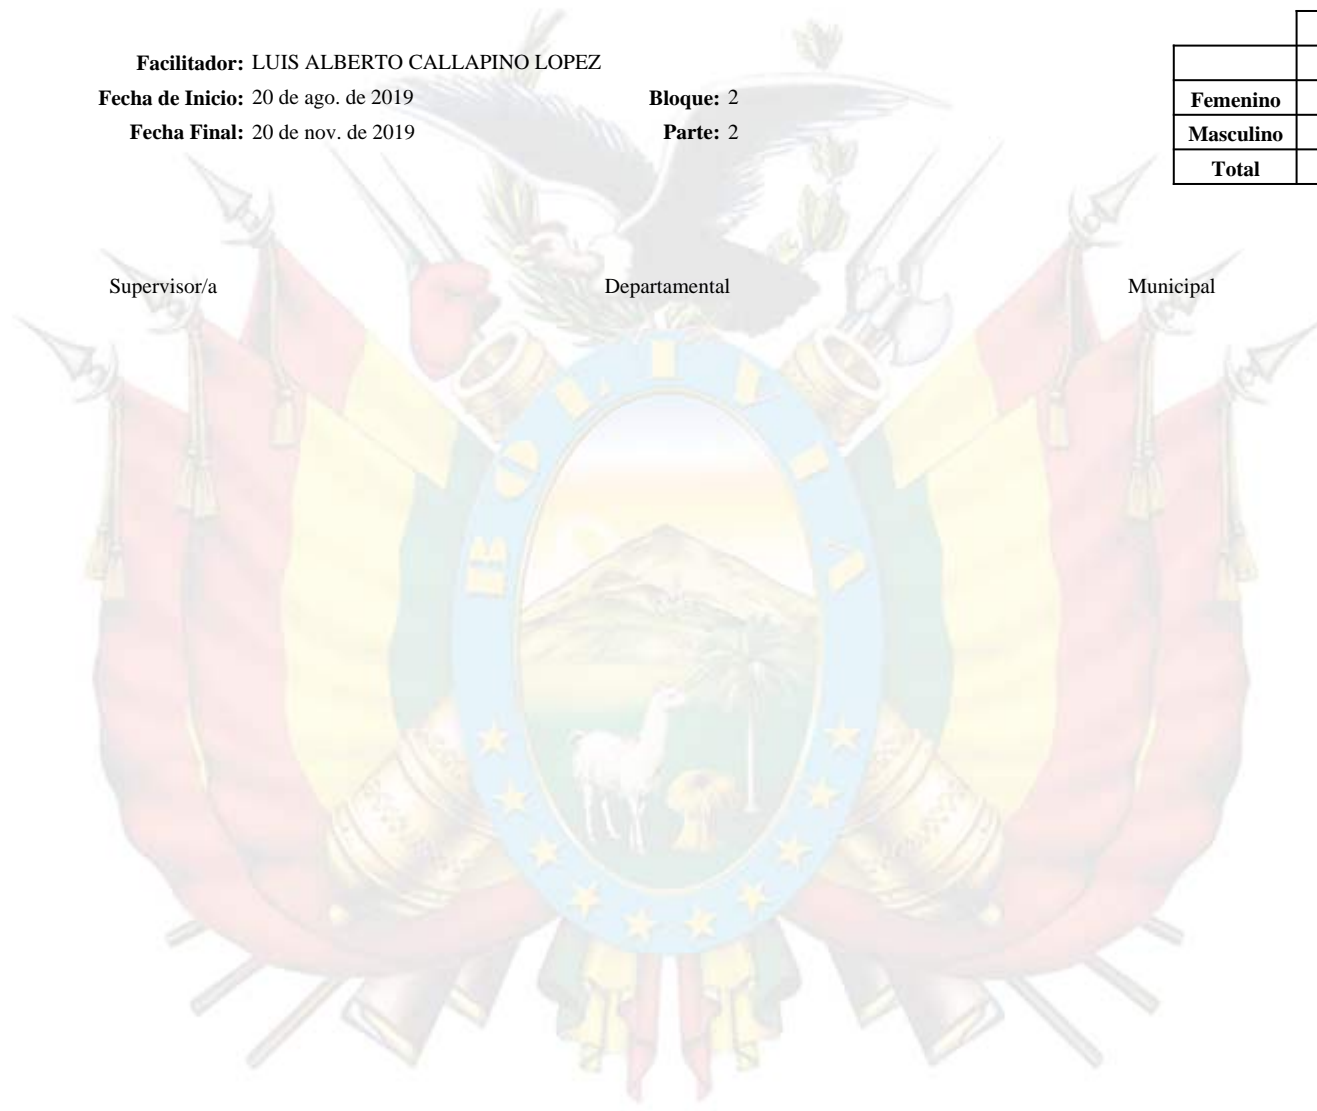 Facilitador: LUIS ALBERTO CALLAPINO LOPEZ
Fecha de Inicio: 20 de ago. de 2019 Bloque: 2
Fecha Final: 20 de nov. de 2019 Parte: 2
Femenino
Masculino
Total
Supervisor/a Departamental Municipal
BOLIVIA